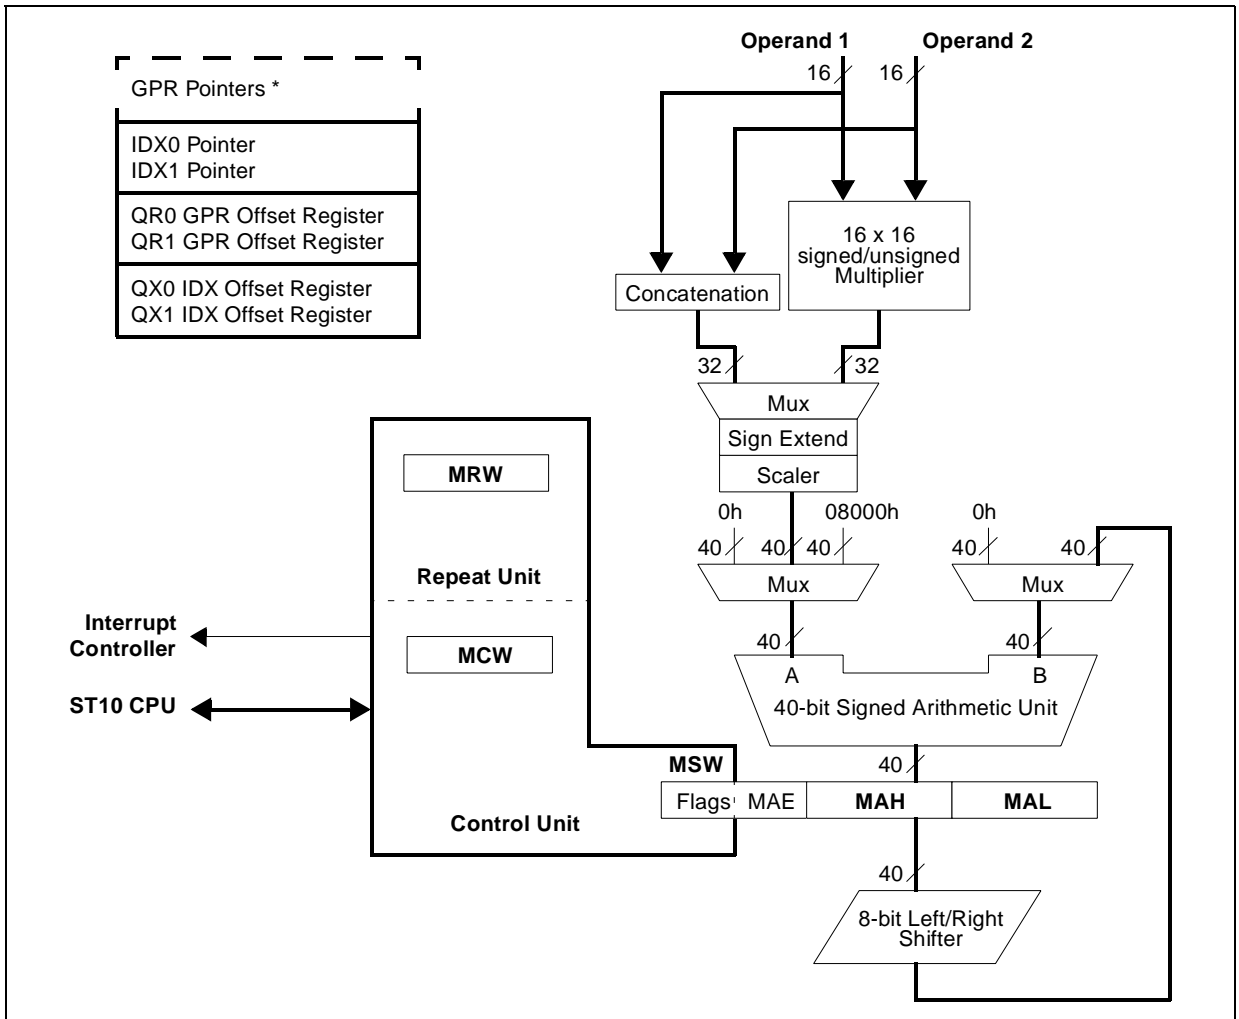 Operand 1 Operand 2
16 16
GPR Pointers *
IDX0 Pointer
IDX1 Pointer
QR0 GPR Offset Register
QR1 GPR Offset Register
QX0 IDX Offset Register
QX1 IDX Offset Register
16 x 16
signed/unsigned
Multiplier
Concatenation
32 32
Mux
Sign Extend
Scaler
0h 08000h 0h
40 40 40 40 40
Mux Mux
MRW
Repeat Unit
Interrupt
Controller
MCW
ST10 CPU
40 40
A B
40-bit Signed Arithmetic Unit
40
MSW
Flags MAE MAH MAL
Control Unit
40
8-bit Left/Right
Shifter